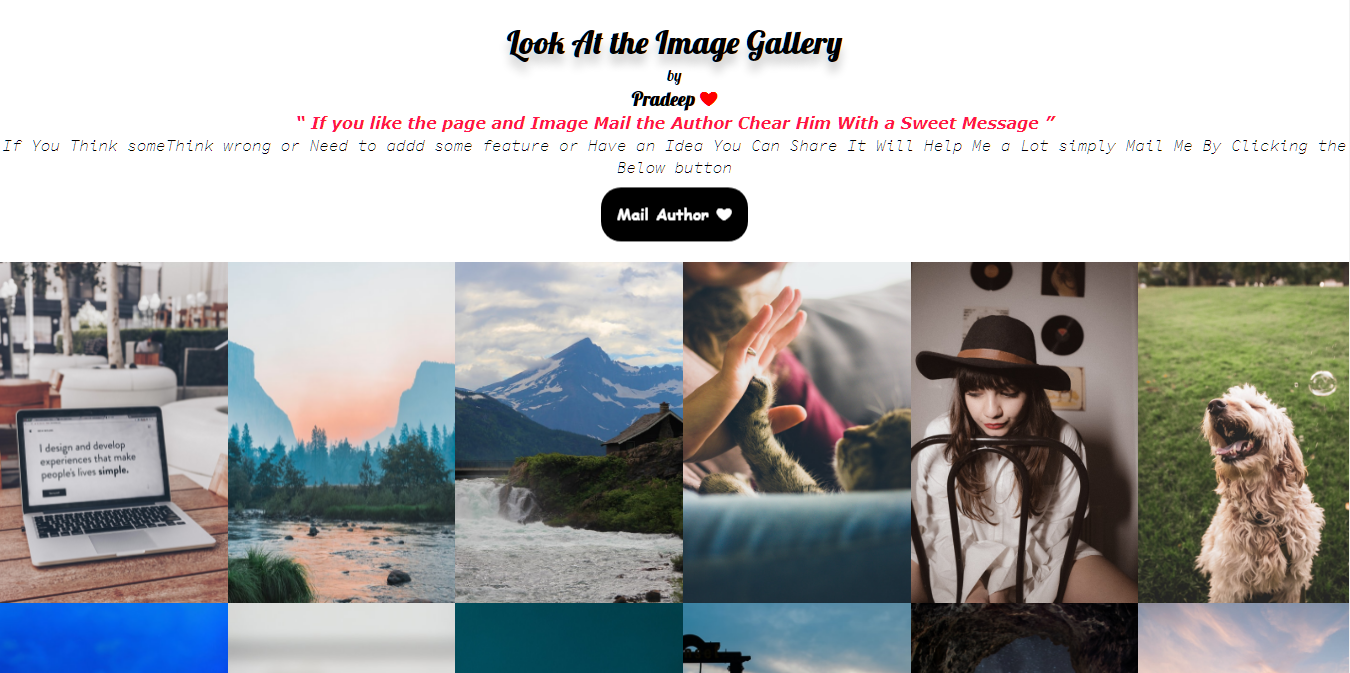 Look At the Image Gallery
by
Pradeep
“ If you like the page and Image Mail the Author Chear Him With a Sweet Message ”
If You Think someThink wrong or Need to addd some feature or Have an Idea You Can Share It Will Help Me a Lot simply Mail Me By Clicking the
Below button
Mail Author
I design and develop
experiences that make
people's lives simple.